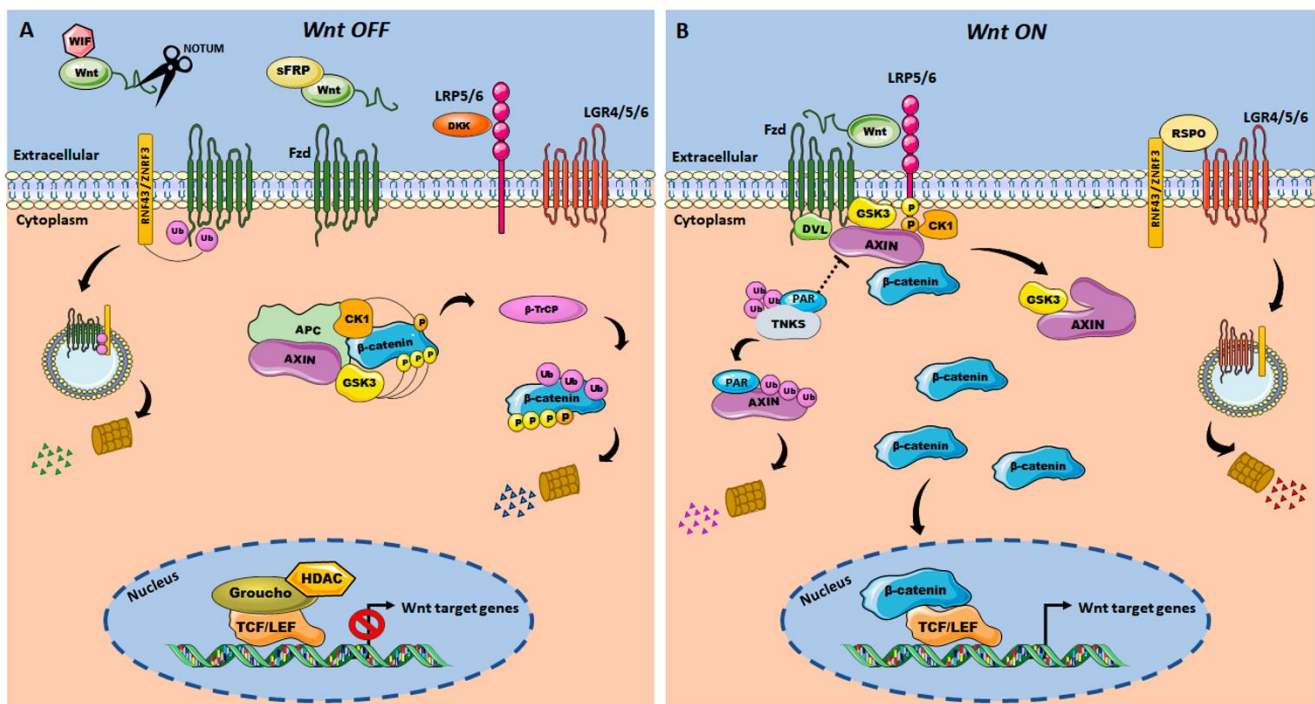 A
Wnt OFF
WIF
Wnt
NOTUM
sFRP
Wnt
LRP5/6
DKK
LGR4/5/6
Fzd
Extracellular
RNF43/ZNRF3
Cytoplasm
Ub
Ub
APC
CK1
β-catenin
P
AXIN
GSK3
P P P
β-TrCP
Ub Ub Ub
β-catenin
P P P P
Nucleus
HDAC
Groucho
TCF/LEF
Wnt target genes
B
Wnt ON
LRP5/6
Fzd
Wnt
RSPO
LGR4/5/6
Extracellular
RNF43/ZNRF3
Cytoplasm
GSK3
P
P
CK1
DVL
AXIN
β-catenin
Ub
Ub
Ub
PAR
TNKS
GSK3
AXIN
PAR
Ub Ub Ub
AXIN
β-catenin
β-catenin
β-catenin
Nucleus
β-catenin
TCF/LEF
Wnt target genes